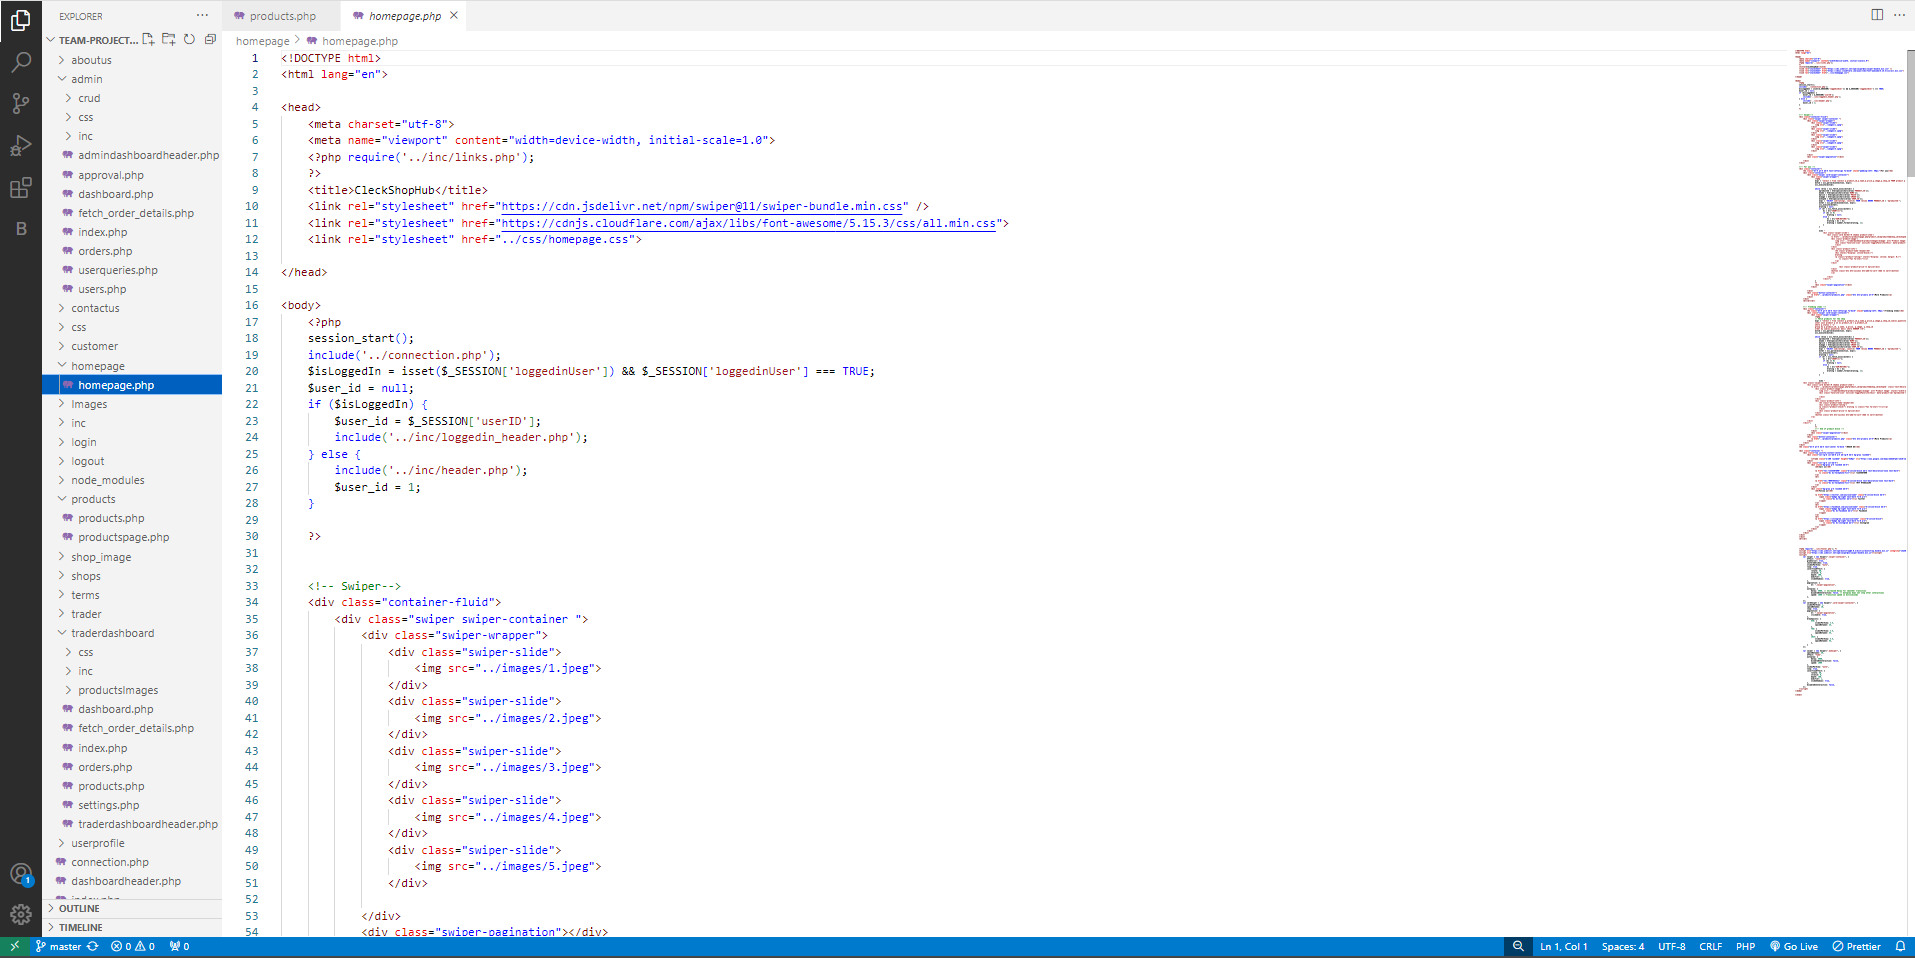 EXPLORER
TEAM-PROJECT...
aboutus
admin
crud
css
inc
admindashboardheader.php
approval.php
dashboard.php
fetch_order_details.php
index.php
orders.php
userqueries.php
users.php
contactus
css
customer
homepage
homepage.php
Images
inc
login
logout
node_modules
products
products.php
productspage.php
shop_image
shops
terms
trader
traderdashboard
css
inc
productsImages
dashboard.php
fetch_order_details.php
index.php
orders.php
products.php
settings.php
traderdashboardheader.php
userprofile
connection.php
dashboardheader.php
index.php
OUTLINE
TIMELINE
products.php
homepage.php
homepage > homepage.php
1 <!DOCTYPE html>
2 <html lang="en">
3
4 <head>
5 <meta charset="utf-8">
6 <meta name="viewport" content="width=device-width, initial-scale=1.0">
7 <?php require('../inc/links.php');
8 ?>
9 <title>CleckShopHub</title>
10 <link rel="stylesheet" href="https://cdn.jsdelivr.net/npm/swiper@11/swiper-bundle.min.css" />
11 <link rel="stylesheet" href="https://cdnjs.cloudflare.com/ajax/libs/font-awesome/5.15.3/css/all.min.css">
12 <link rel="stylesheet" href="../css/homepage.css">
13
14 </head>
15
16 <body>
17 <?php
18 session_start();
19 include('../connection.php');
20 $isLoggedIn = isset($_SESSION['loggedinUser']) && $_SESSION['loggedinUser'] === TRUE;
21 $user_id = null;
22 if ($isLoggedIn) {
23 $user_id = $_SESSION['userID'];
24 include('../inc/loggedin_header.php');
25 } else {
26 include('../inc/header.php');
27 $user_id = 1;
28 }
29
30 ?>
31
32
33 <!-- Swiper-->
34 <div class="container-fluid">
35 <div class="swiper swiper-container ">
36 <div class="swiper-wrapper">
37 <div class="swiper-slide">
38 <img src="../images/1.jpeg">
39 </div>
40 <div class="swiper-slide">
41 <img src="../images/2.jpeg">
42 </div>
43 <div class="swiper-slide">
44 <img src="../images/3.jpeg">
45 </div>
46 <div class="swiper-slide">
47 <img src="../images/4.jpeg">
48 </div>
49 <div class="swiper-slide">
50 <img src="../images/5.jpeg">
51 </div>
52
53 </div>
54 <div class="swiper-pagination"></div>
B
1
master 0 0 0
Ln 1, Col 1 Spaces: 4 UTF-8 CRLF PHP Go Live Prettier